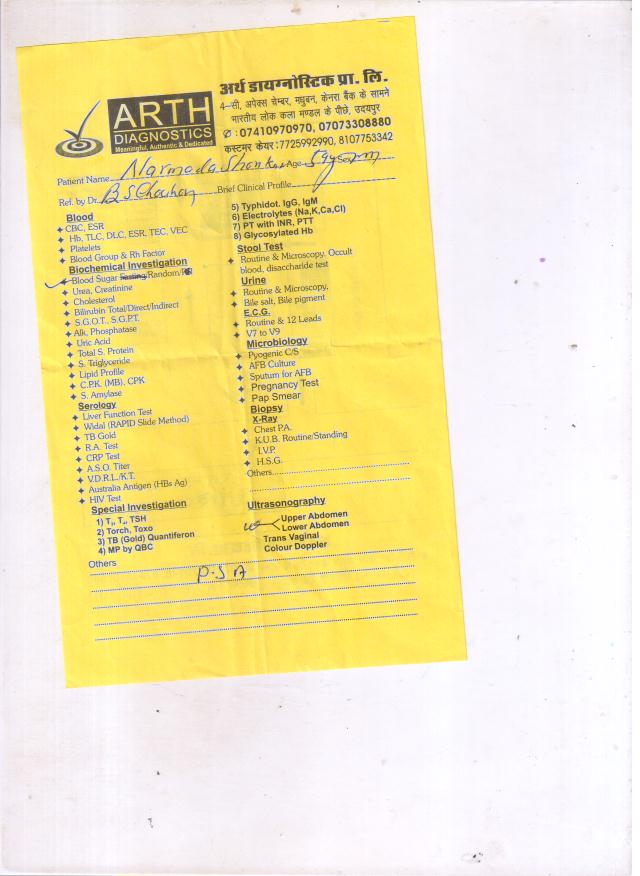 अर्थ डायग्नोस्टिक प्रा. लि.
4-सी, अपेक्स चेम्बर, मधुबन, केनरा बैंक के सामने
भारतीय लोक कला मण्डल के पीछे, उदयपुर
✆ : 07410970970, 07073308880
कस्टमर केयर :7725992990, 8107753342
ARTH
DIAGNOSTICS
Meaningful, Authentic & Dedicated
Patient Name Narmada Shankar Age 59yrs m
Ref. by Dr. B S Chouhan Brief Clinical Profile
Blood
CBC, ESR
Hb, TLC, DLC, ESR, TEC, VEC
Platelets
Blood Group & Rh Factor
Biochemical Investigation
Blood Sugar Fasting/Random/
Urea, Creatinine
Cholesterol
Bilirubin Total/Direct/Indirect
S.G.O.T., S.G.P.T.
Alk, Phosphatase
Uric Acid
Total S. Protein
S. Triglyceride
Lipid Profile
C.P.K. (MB), CPK
S. Amylase
Serology
Liver Function Test
Widal (RAPID Slide Method)
TB Gold
R.A. Test
CRP Test
A.S.O. Titer
V.D.R.L./K.T.
Australia Antigen (HBs Ag)
HIV Test
Special Investigation
1) T₃, T₄, TSH
2) Torch, Toxo
3) TB (Gold) Quantiferon
4) MP by QBC
5) Typhidot. IgG, IgM
6) Electrolytes (Na,K,Ca,Cl)
7) PT with INR, PTT
8) Glycosylated Hb
Stool Test
Routine & Microscopy, Occult
blood, disaccharide test
Urine
Routine & Microscopy,
Bile salt, Bile pigment
E.C.G.
Routine & 12 Leads
V7 to V9
Microbiology
Pyogenic C/S
AFB Culture
Sputum for AFB
Pregnancy Test
Pap Smear
Biopsy
X-Ray
Chest P.A.
K.U.B. Routine/Standing
I.V.P.
H.S.G.
Others
Ultrasonography
Upper Abdomen
Lower Abdomen
Trans Vaginal
Colour Doppler
Others
P.S A